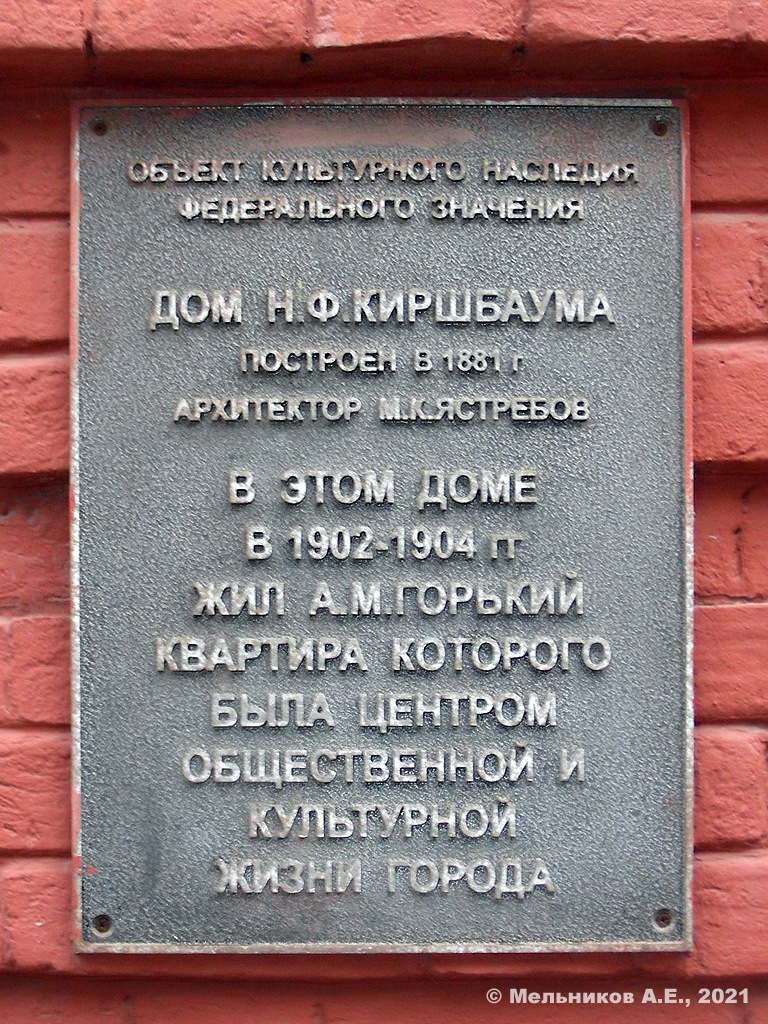 ОБЪЕКТ КУЛЬТУРНОГО НАСЛЕДИЯ
ФЕДЕРАЛЬНОГО ЗНАЧЕНИЯ
ДОМ Н.Ф.КИРШБАУМА
ПОСТРОЕН В 1881 г
АРХИТЕКТОР М.К.ЯСТРЕБОВ
В ЭТОМ ДОМЕ
В 1902-1904 гг
ЖИЛ А.М.ГОРЬКИЙ
КВАРТИРА КОТОРОГО
БЫЛА ЦЕНТРОМ
ОБЩЕСТВЕННОЙ И
КУЛЬТУРНОЙ
ЖИЗНИ ГОРОДА
© Мельников А.Е., 2021